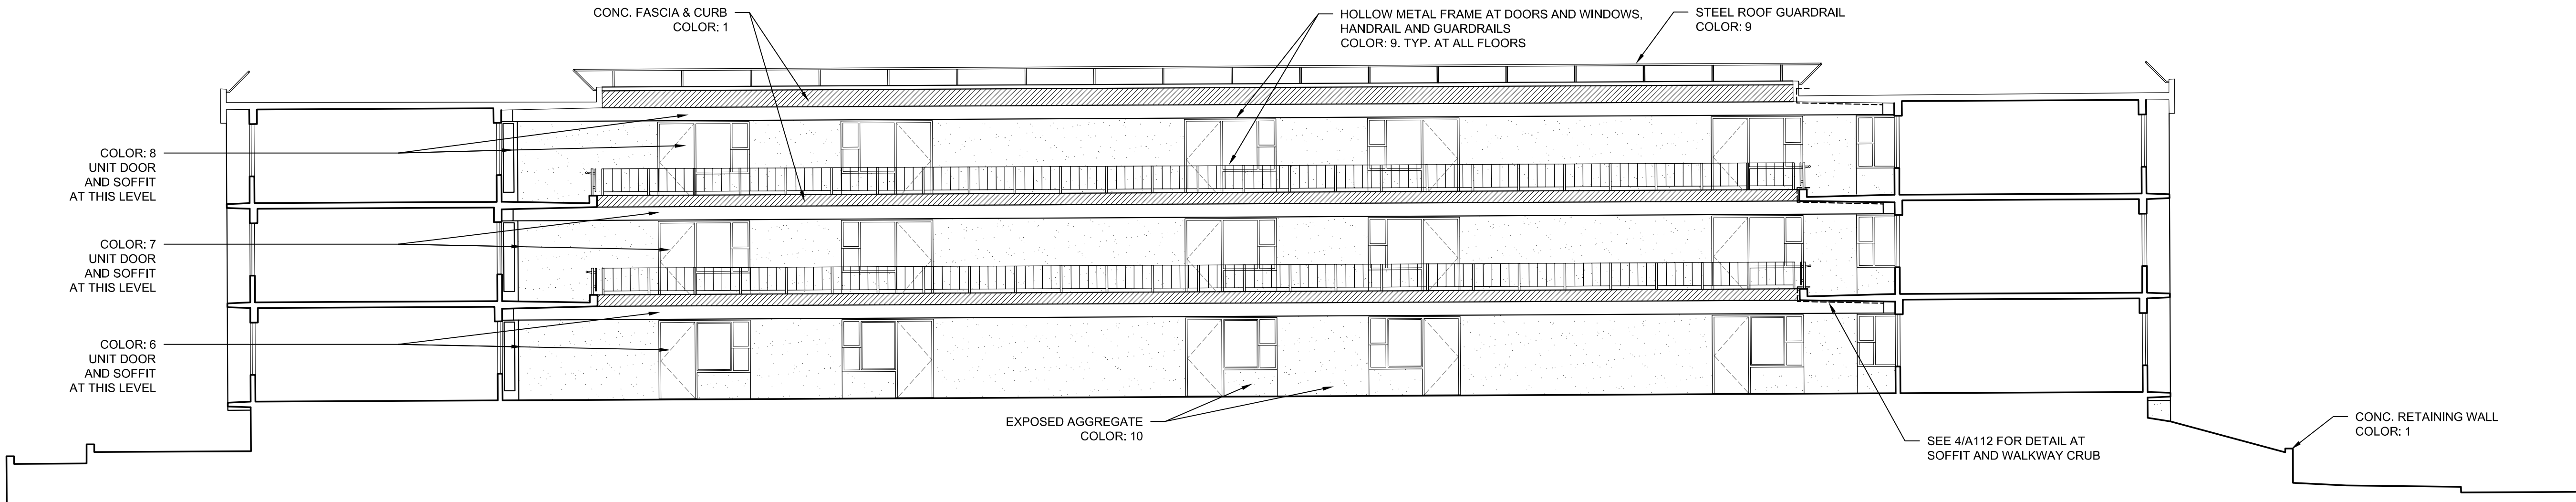 CONC. FASCIA & CURB
COLOR: 1
HOLLOW METAL FRAME AT DOORS AND WINDOWS,
HANDRAIL AND GUARDRAILS
COLOR: 9. TYP. AT ALL FLOORS
STEEL ROOF GUARDRAIL
COLOR: 9
COLOR: 8
UNIT DOOR
AND SOFFIT
AT THIS LEVEL
COLOR: 7
UNIT DOOR
AND SOFFIT
AT THIS LEVEL
COLOR: 6
UNIT DOOR
AND SOFFIT
AT THIS LEVEL
EXPOSED AGGREGATE
COLOR: 10
SEE 4/A112 FOR DETAIL AT
SOFFIT AND WALKWAY CRUB
CONC. RETAINING WALL
COLOR: 1